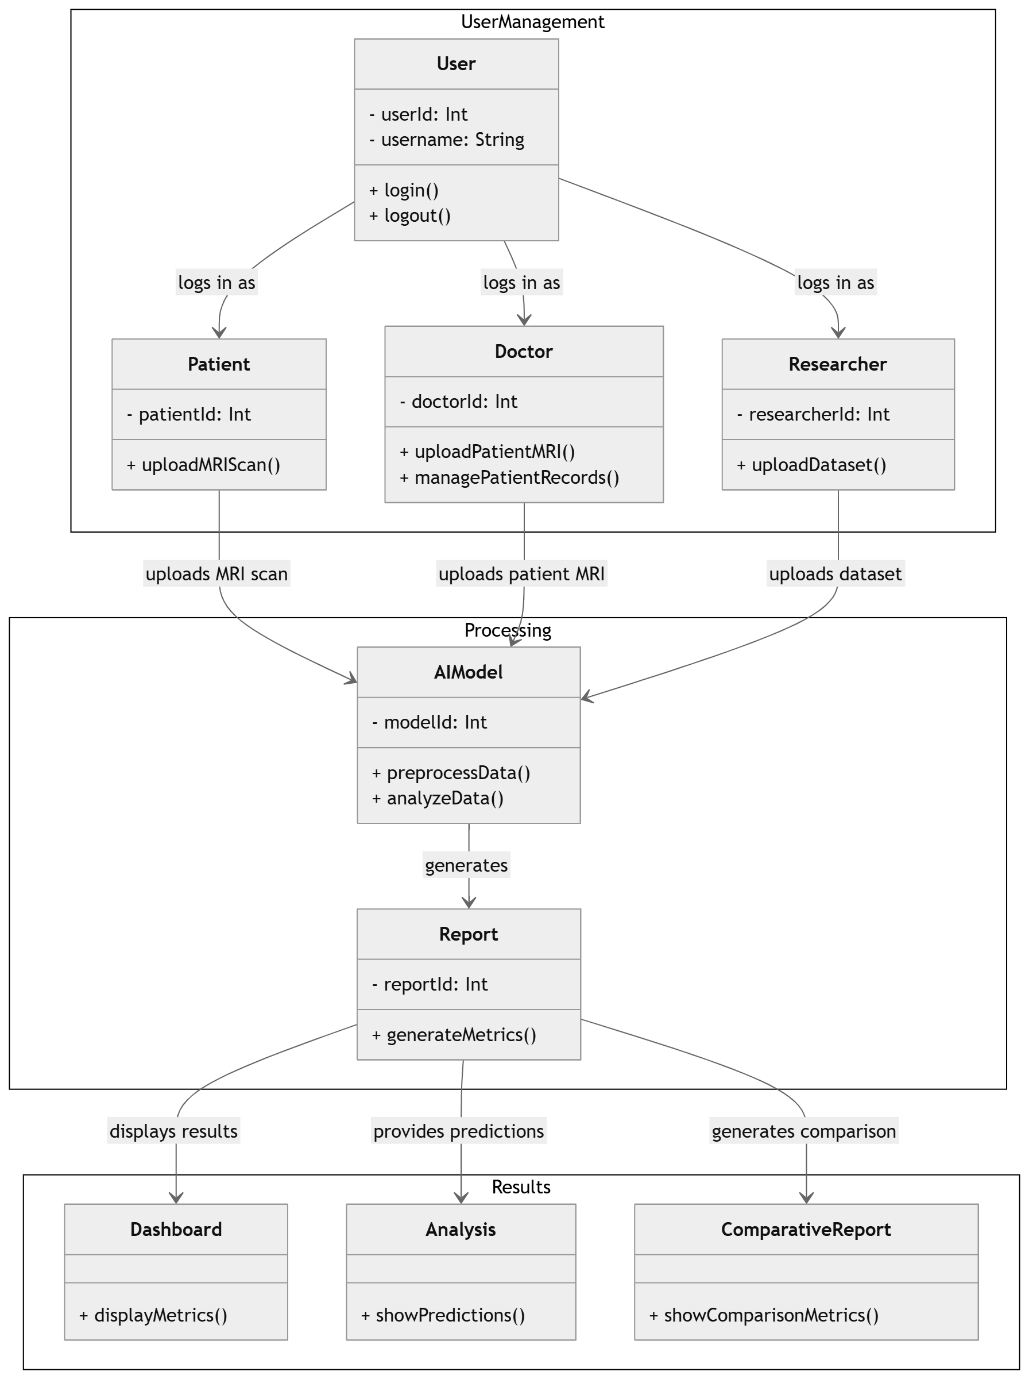 UserManagement
User
- userId: Int
- username: String
+ login()
+ logout()
logs in as
logs in as
logs in as
Patient
- patientId: Int
+ uploadMRIScan()
Doctor
- doctorId: Int
+ uploadPatientMRI()
+ managePatientRecords()
Researcher
- researcherId: Int
+ uploadDataset()
uploads MRI scan
uploads patient MRI
uploads dataset
Processing
AIModel
- modelId: Int
+ preprocessData()
+ analyzeData()
generates
Report
- reportId: Int
+ generateMetrics()
displays results
provides predictions
generates comparison
Results
Dashboard
+ displayMetrics()
Analysis
+ showPredictions()
ComparativeReport
+ showComparisonMetrics()